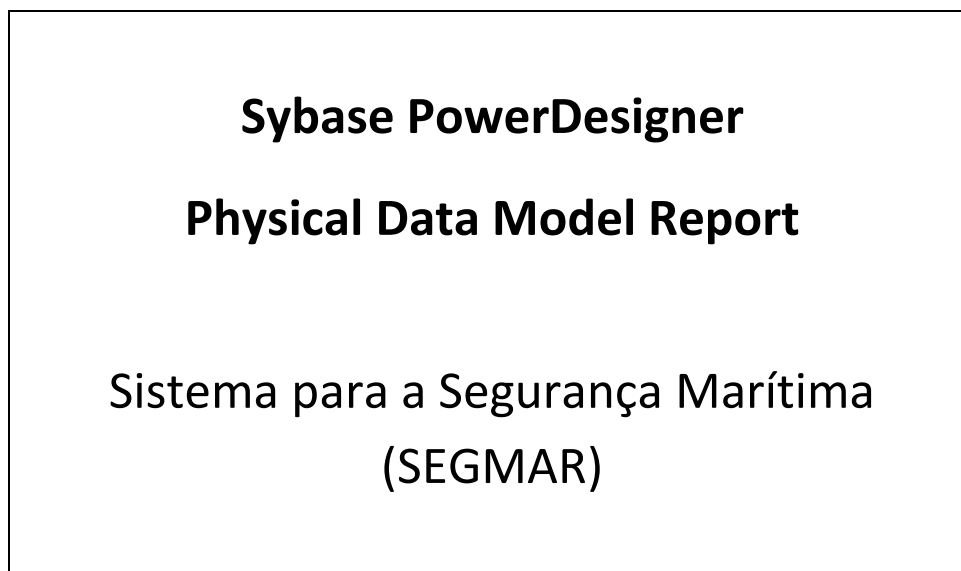 Sybase PowerDesigner
Physical Data Model Report
Sistema para a Segurança Marítima
(SEGMAR)